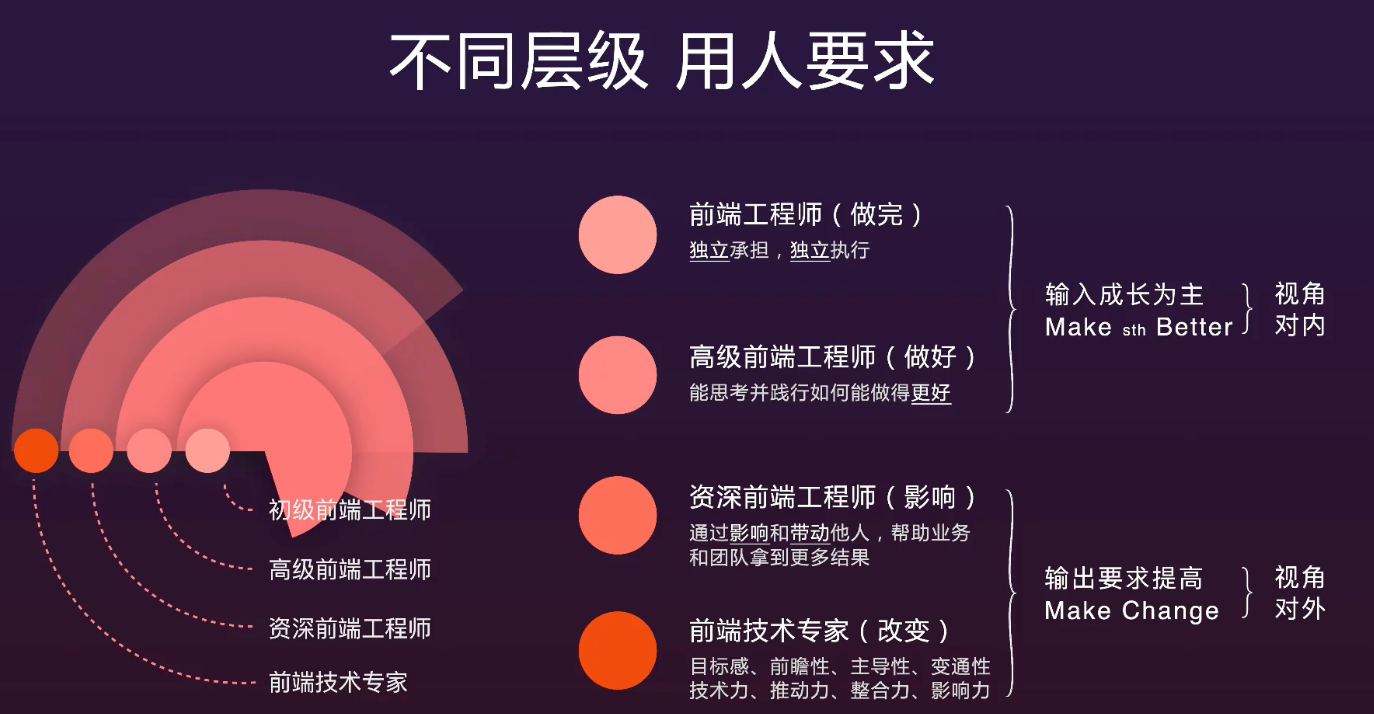 不同层级 用人要求
初级前端工程师
高级前端工程师
资深前端工程师
前端技术专家
前端工程师（做完）
独立承担，独立执行
高级前端工程师（做好）
能思考并践行如何能做得更好
输入成长为主
Make sth Better
视角
对内
资深前端工程师（影响）
通过影响和带动他人，帮助业务
和团队拿到更多结果
前端技术专家（改变）
目标感、前瞻性、主导性、变通性
技术力、推动力、整合力、影响力
输出要求提高
Make Change
视角
对外